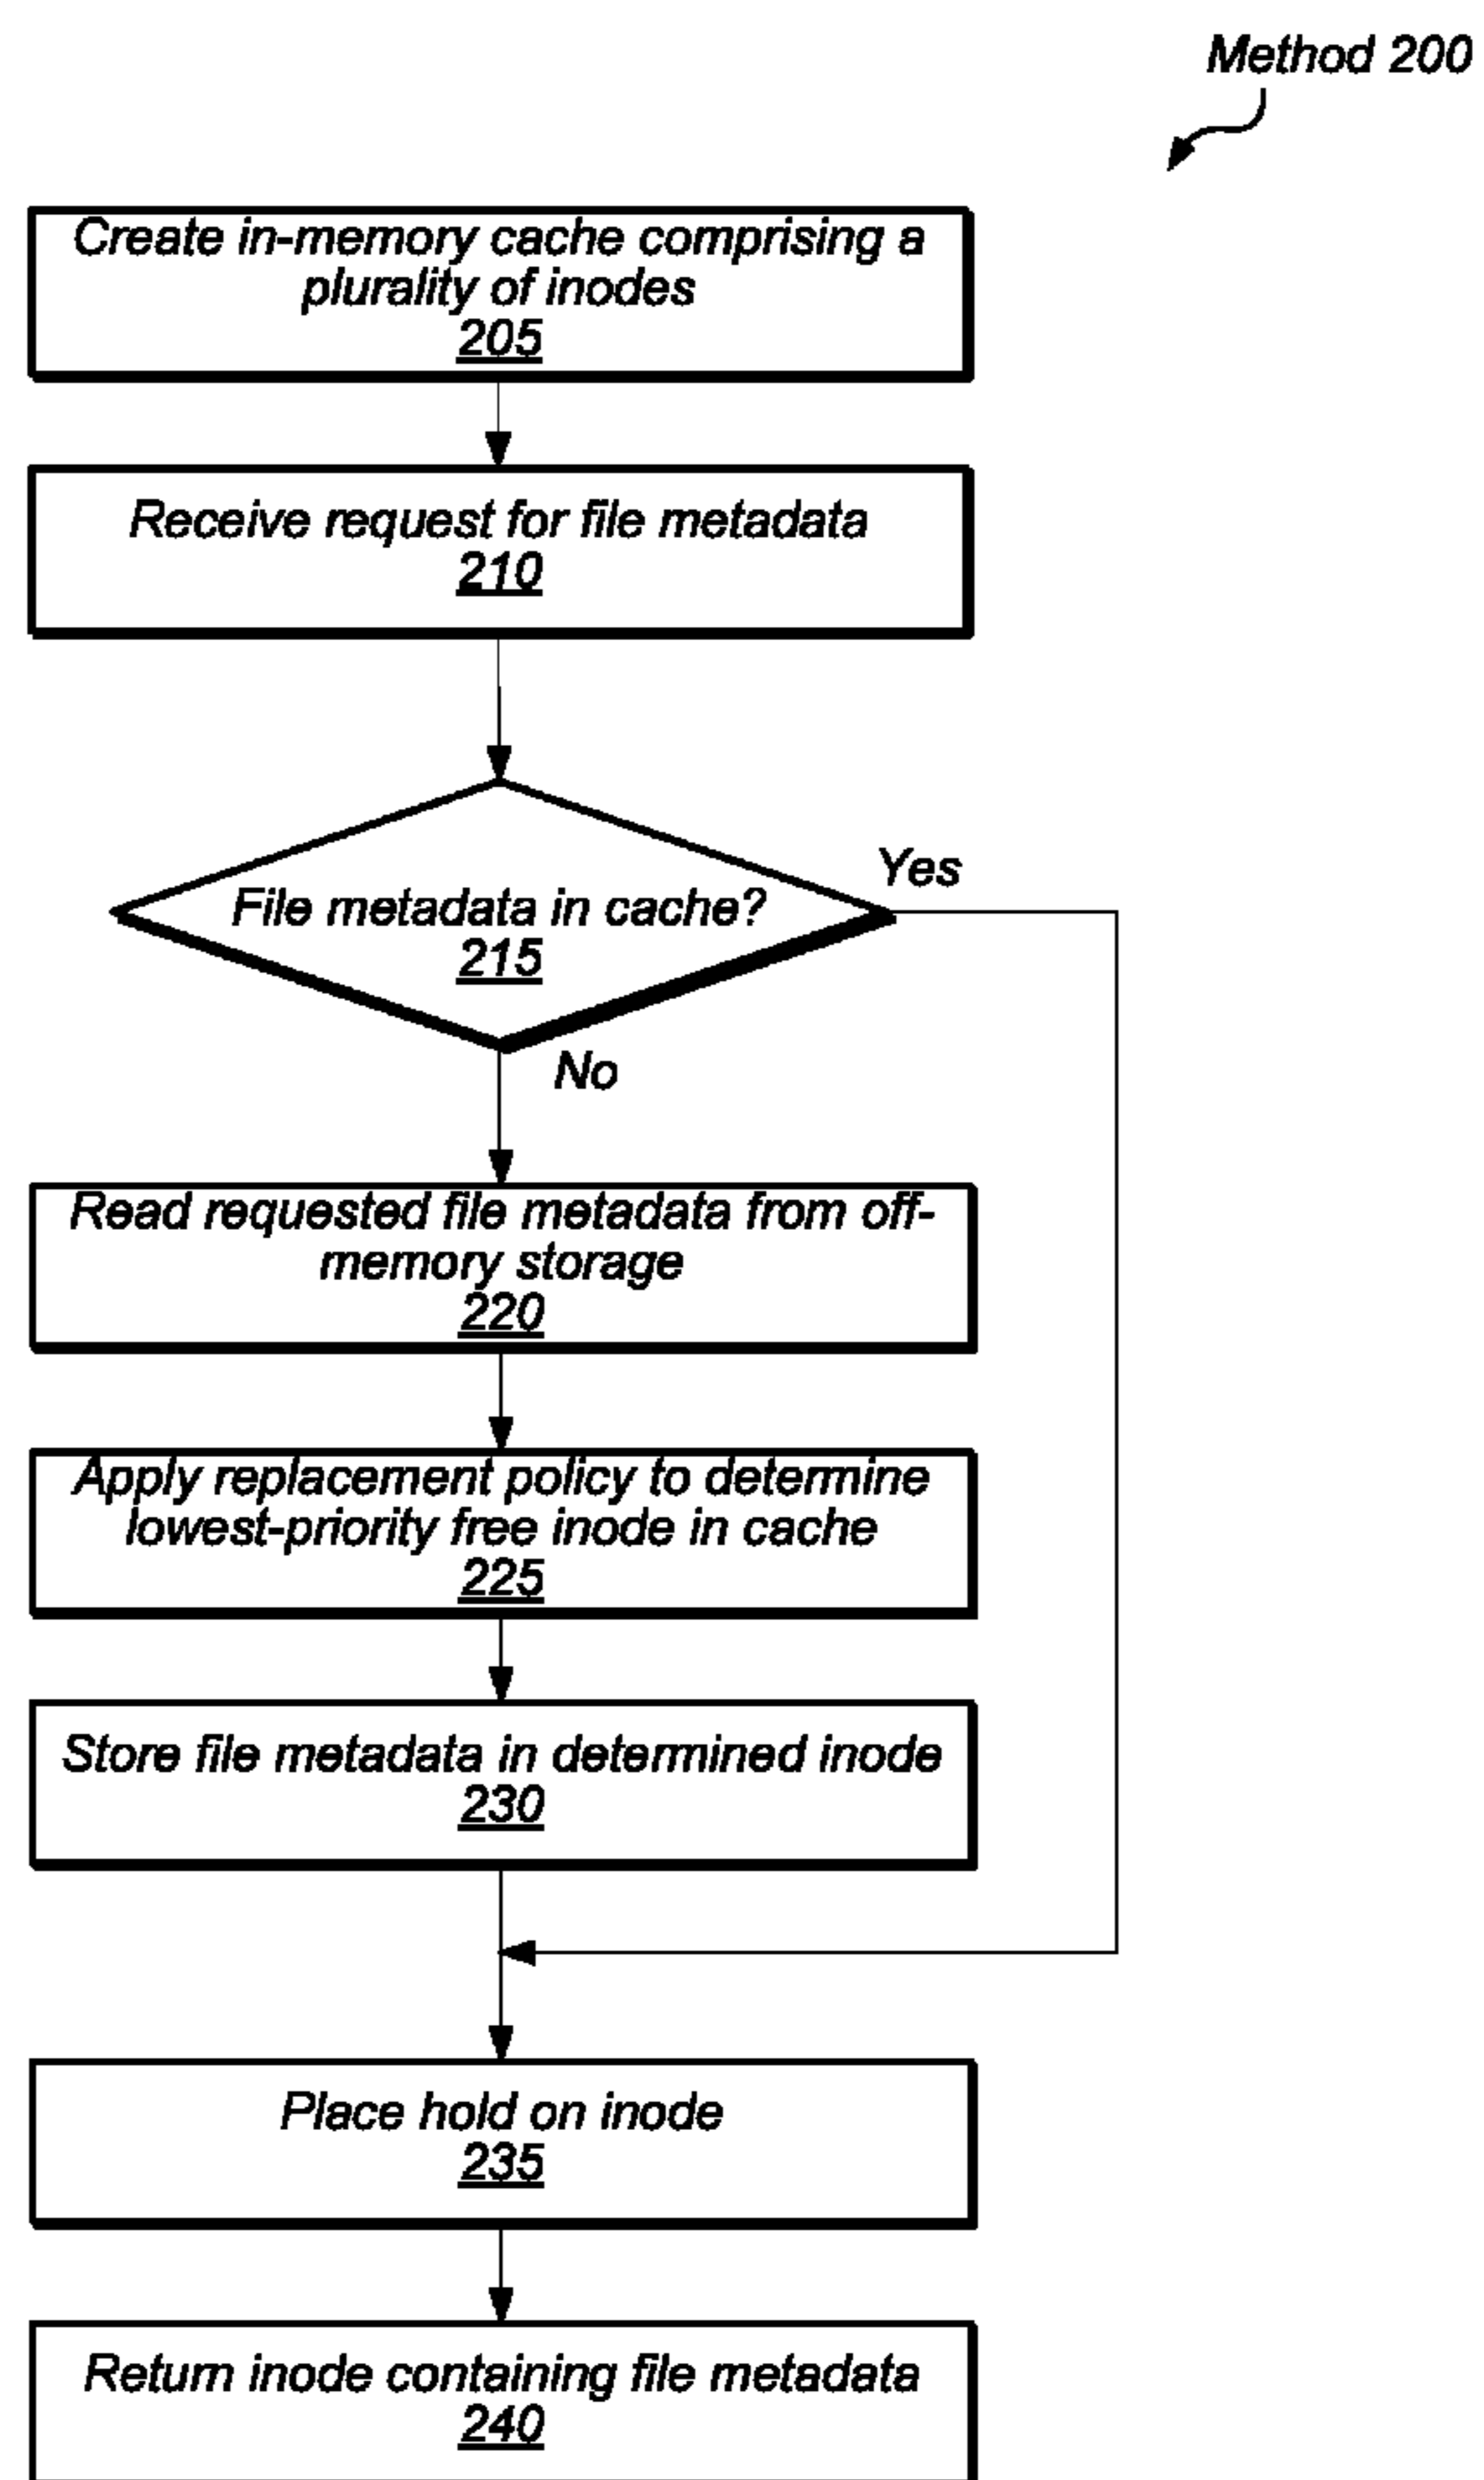 Method 200
Create in-memory cache comprising a
plurality of inodes
205
Receive request for file metadata
210
Yes
File metadata in cache?
215
No
Read requested file metadata from off-
memory storage
220
Apply replacement policy to determine
lowest-priority free inode in cache
225
Store file metadata in determined inode
230
Place hold on inode
235
Return inode containing file metadata
240